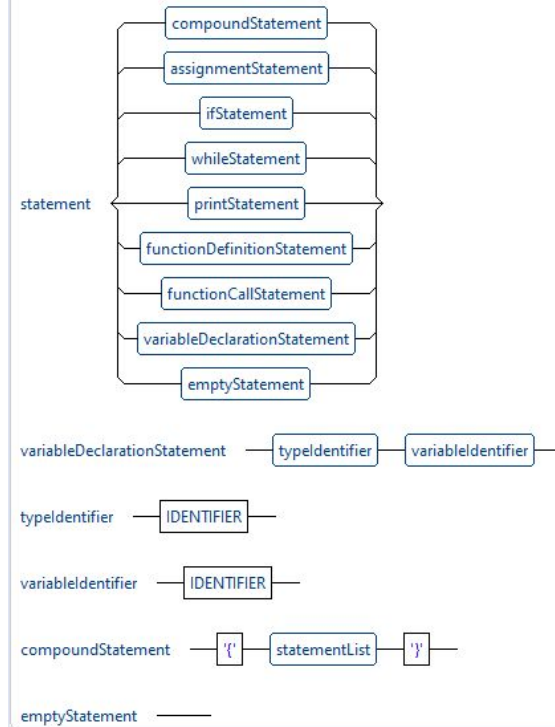 compoundStatement
assignmentStatement
ifStatement
whileStatement
statement printStatement
functionDefinitionStatement
functionCallStatement
variableDeclarationStatement
emptyStatement
variableDeclarationStatement typeIdentifier variableIdentifier
typeIdentifier IDENTIFIER
variableIdentifier IDENTIFIER
compoundStatement '{' statementList '}'
emptyStatement